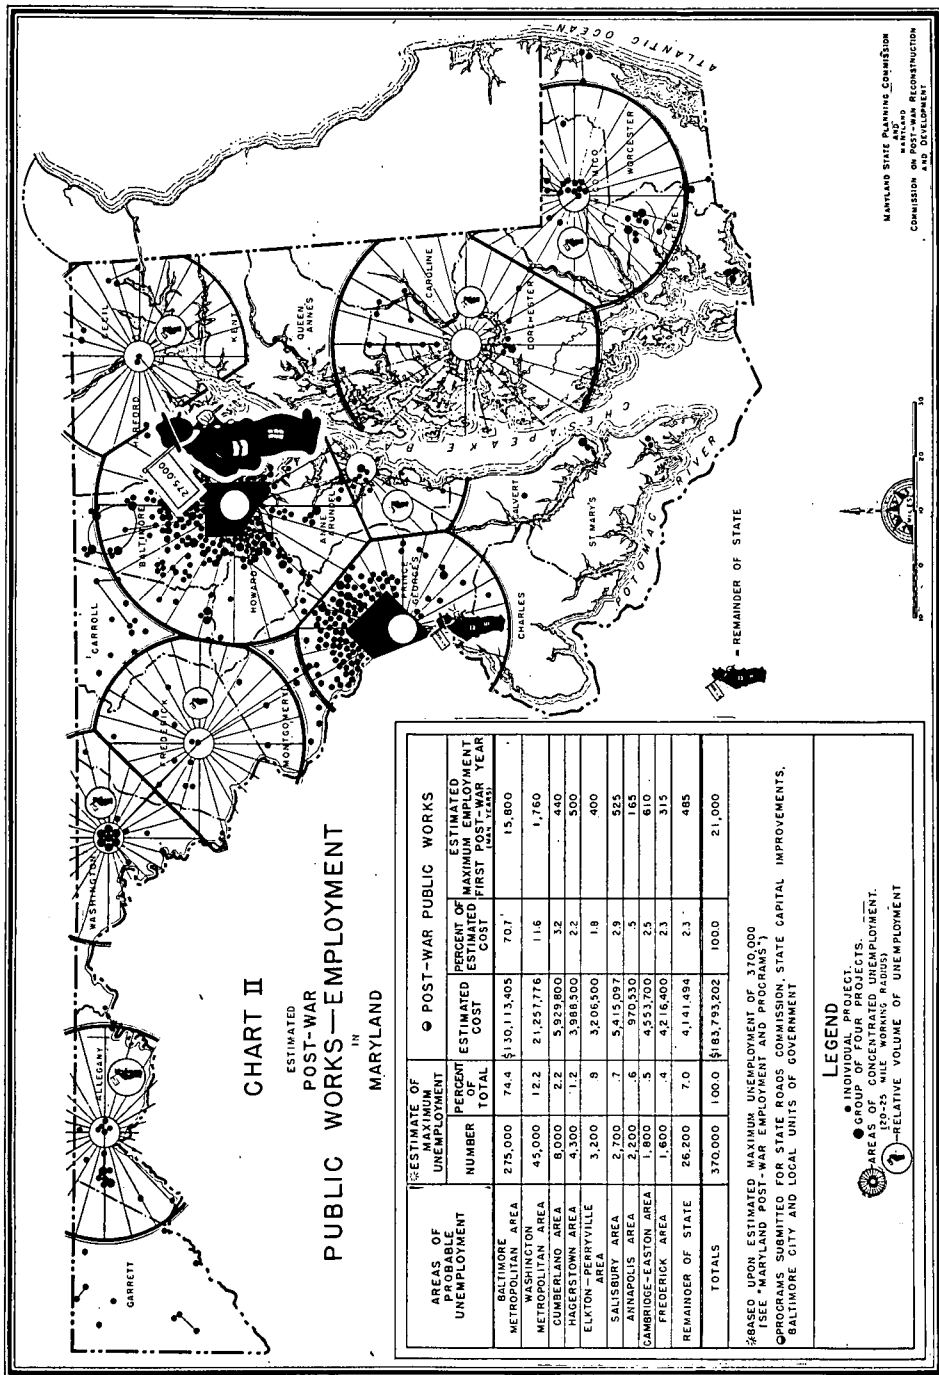 CHART II
ESTIMATED
POST-WAR
PUBLIC WORKS—EMPLOYMENT
IN
MARYLAND
GARRETT
ALLEGANY
WASHINGTON
FREDERICK
MONTGOMERY
CARROLL
BALTIMORE
HOWARD
ANNE
ARUNDEL
PRINCE
GEORGES
CHARLES
CALVERT
ST MARY'S
HARFORD
CECIL
KENT
QUEEN
ANNES
CAROLINE
DORCHESTER
WICOMICO
WORCESTER
SOMERSET
275,000
CHESAPEAKE BAY
POTOMAC RIVER
ATLANTIC OCEAN
N
MILES
10 0 10 20 30
– REMAINDER OF STATE
MARYLAND STATE PLANNING COMMISSION
AND
MARYLAND
COMMISSION ON POST-WAR RECONSTRUCTION
AND DEVELOPMENT
AREAS OF PROBABLE UNEMPLOYMENT
※ESTIMATE OF MAXIMUM UNEMPLOYMENT
POST-WAR PUBLIC WORKS
NUMBER
PERCENT OF TOTAL
ESTIMATED COST
PERCENT OF ESTIMATED COST
ESTIMATED MAXIMUM EMPLOYMENT FIRST POST-WAR YEAR (MAN YEARS)
BALTIMORE METROPOLITAN AREA 275,000 74.4 $130,113,405 70.7 15,800
WASHINGTON METROPOLITAN AREA 45,000 12.2 21,257,776 11.6 1,760
CUMBERLAND AREA 8,000 2.2 5,929,800 3.2 440
HAGERSTOWN AREA 4,300 1.2 3,988,500 2.2 500
ELKTON—PERRYVILLE AREA 3,200 .8 3,206,500 1.8 400
SALISBURY AREA 2,700 .7 5,415,097 2.9 525
ANNAPOLIS AREA 2,200 .6 970,530 .5 165
CAMBRIDGE-EASTON AREA 1,800 .5 4,553,700 2.5 610
FREDERICK AREA 1,600 .4 4,216,400 2.3 315
REMAINDER OF STATE 26,200 7.0 4,141,494 2.3 485
TOTALS 370,000 100.0 $183,793,202 100.0 21,000
※BASED UPON ESTIMATED MAXIMUM UNEMPLOYMENT OF 370,000
(SEE "MARYLAND POST-WAR EMPLOYMENT AND PROGRAMS")
PROGRAMS SUBMITTED FOR STATE ROADS COMMISSION, STATE CAPITAL IMPROVEMENTS,
BALTIMORE CITY AND LOCAL UNITS OF GOVERNMENT
LEGEND
● INDIVIDUAL PROJECT.
● GROUP OF FOUR PROJECTS.
–AREAS OF CONCENTRATED UNEMPLOYMENT.
(20-25 MILE WORKING RADIUS)
–RELATIVE VOLUME OF UNEMPLOYMENT